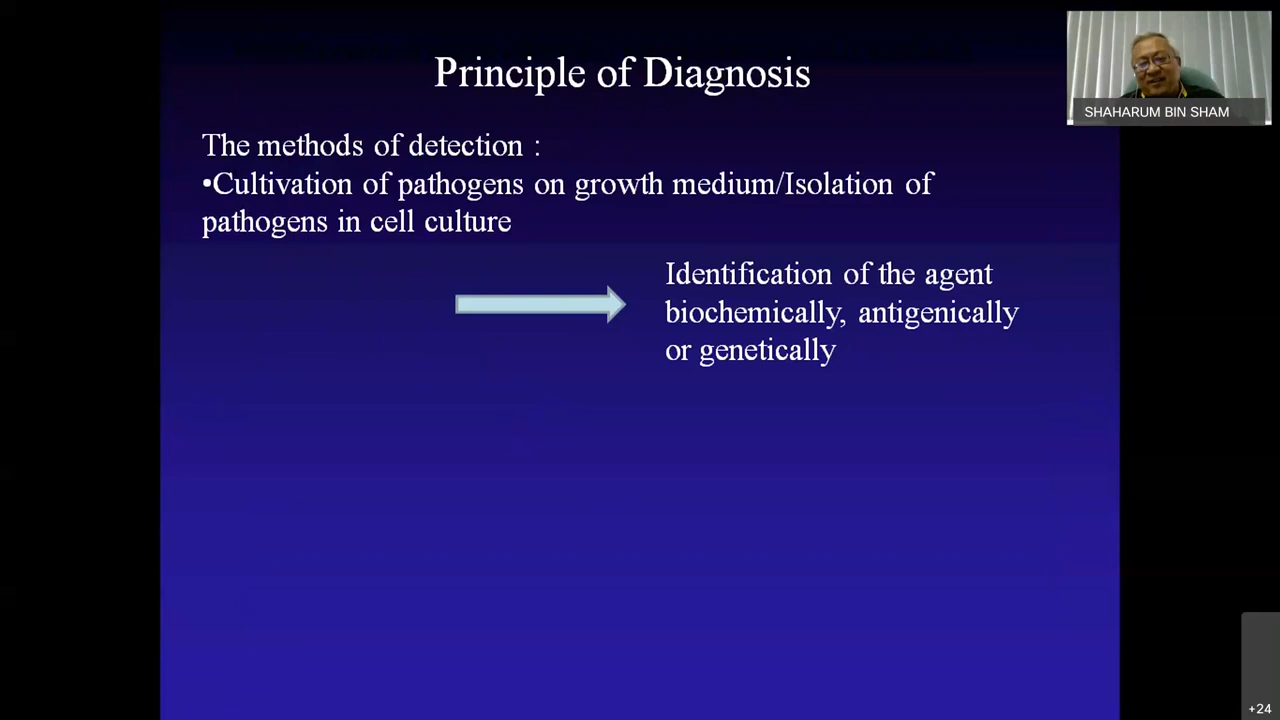 Principle of Diagnosis
SHAHARUM BIN SHAM
The methods of detection :
•Cultivation of pathogens on growth medium/Isolation of
pathogens in cell culture
Identification of the agent
biochemically, antigenically
or genetically
+24